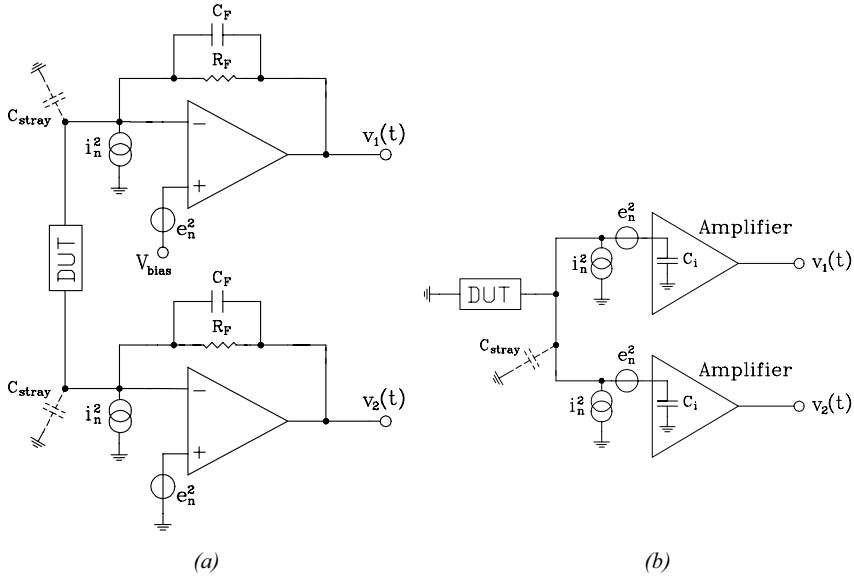 C_F
R_F
C_stray
i_n^2
−
+
v_1(t)
e_n^2
V_bias
DUT
C_F
R_F
C_stray
i_n^2
−
+
v_2(t)
e_n^2
(a)
e_n^2
Amplifier
i_n^2
C_i
v_1(t)
DUT
C_stray
e_n^2
Amplifier
i_n^2
C_i
v_2(t)
(b)